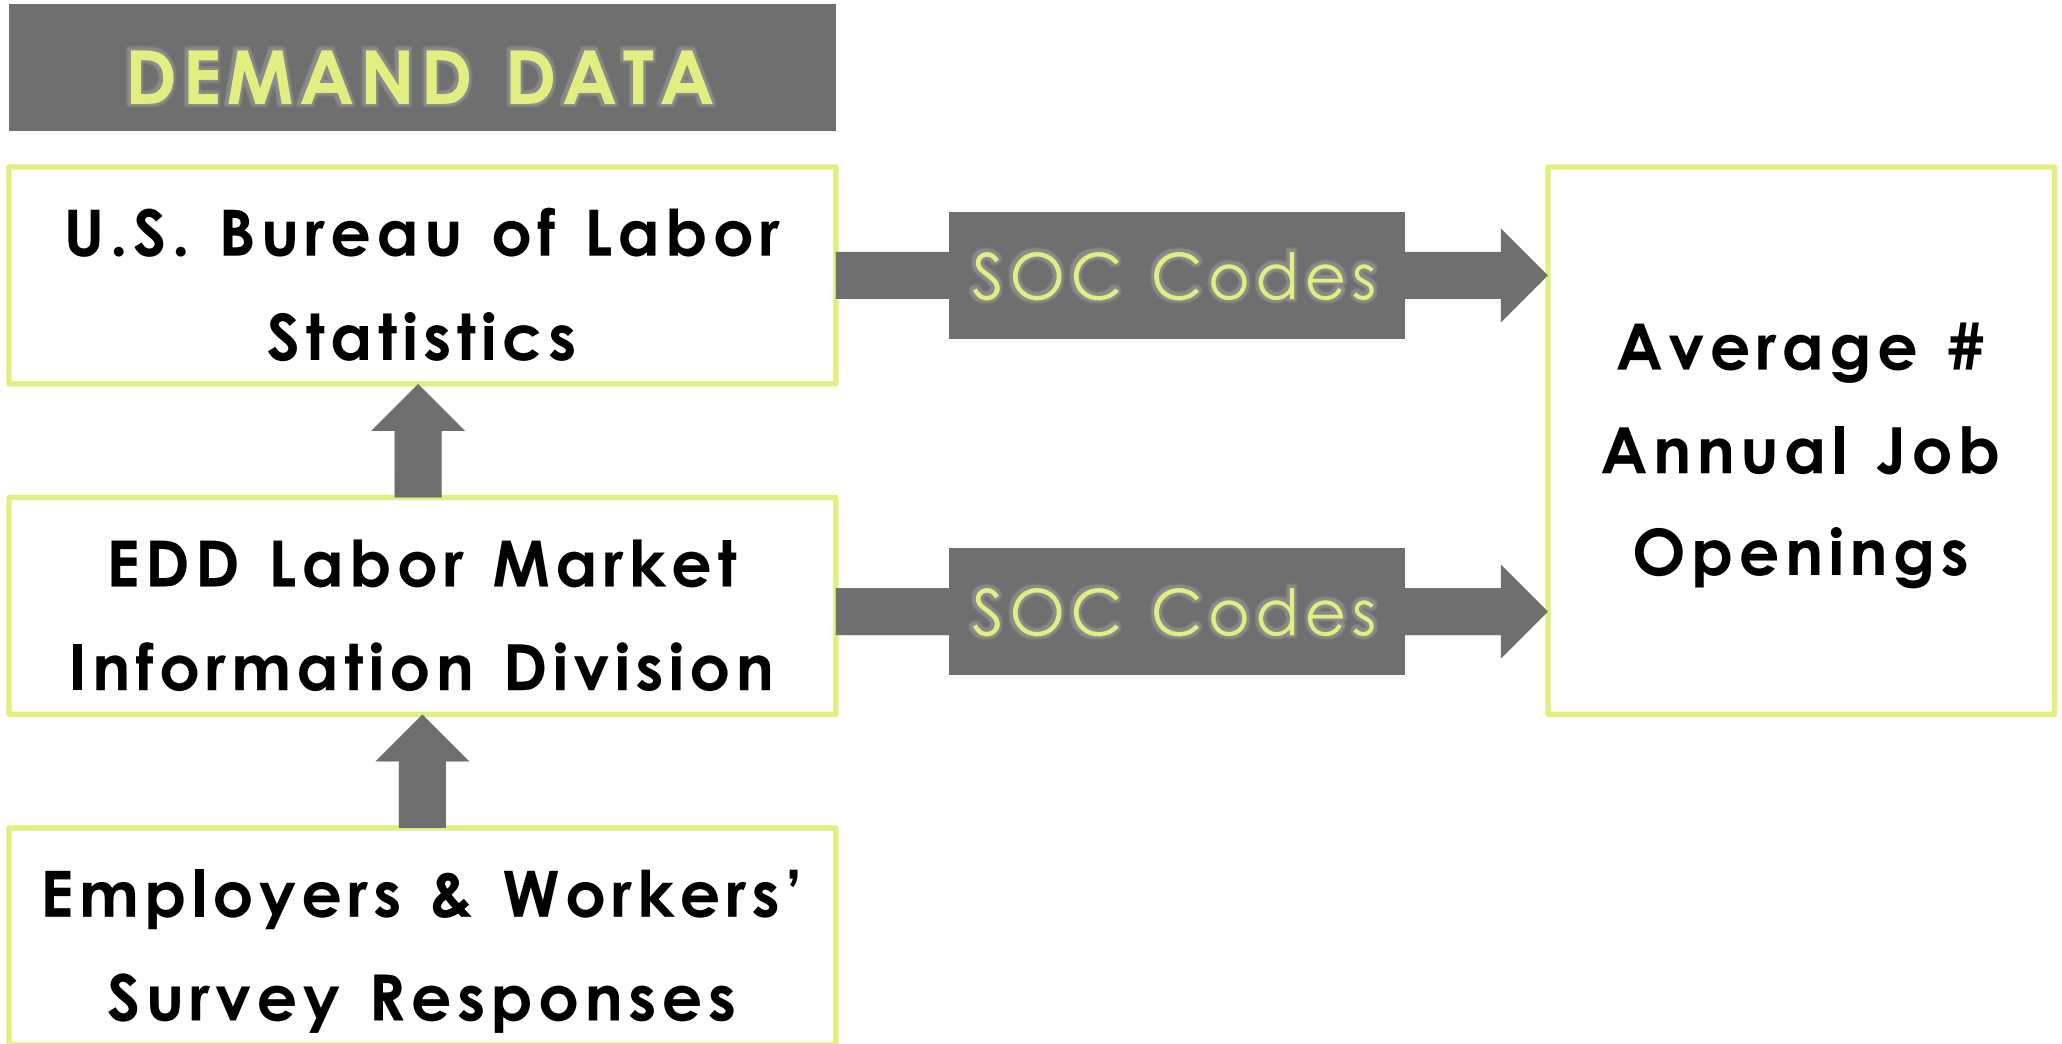 DEMAND DATA
U.S. Bureau of Labor
Statistics
SOC Codes
Average #
Annual Job
Openings
EDD Labor Market
Information Division
SOC Codes
Employers & Workers’
Survey Responses